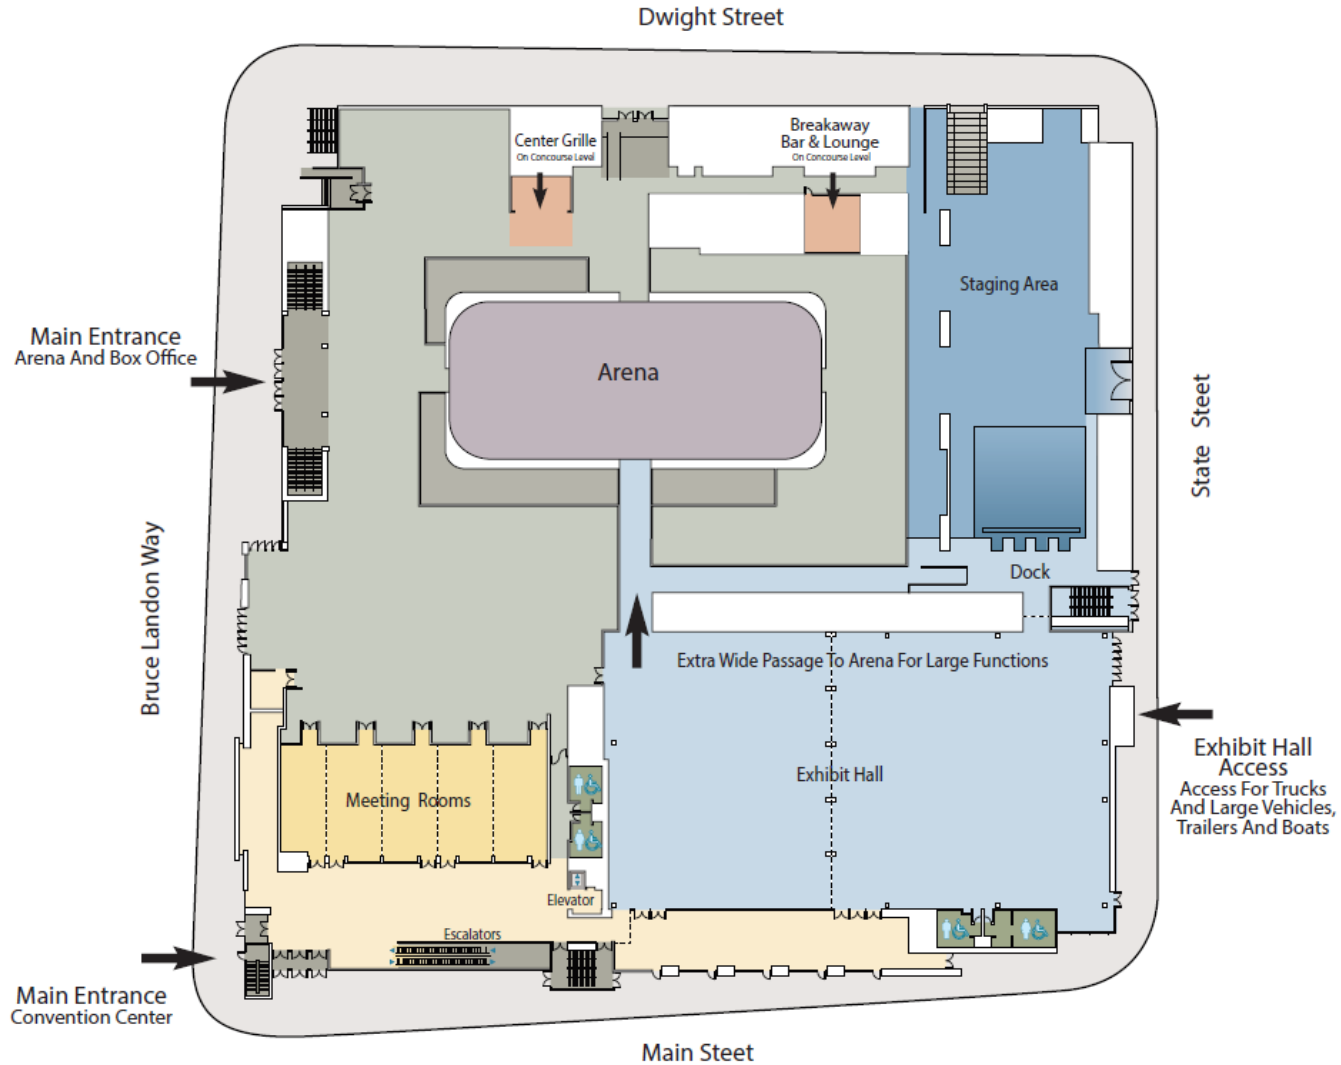 Dwight Street
Center Grille
On Concourse Level
Breakaway
Bar & Lounge
On Concourse Level
Staging Area
Main Entrance
Arena And Box Office
Arena
State Steet
Bruce Landon Way
Dock
Extra Wide Passage To Arena For Large Functions
Exhibit Hall
Access
Access For Trucks
And Large Vehicles,
Trailers And Boats
Exhibit Hall
Meeting Rooms
Elevator
Escalators
Main Entrance
Convention Center
Main Steet